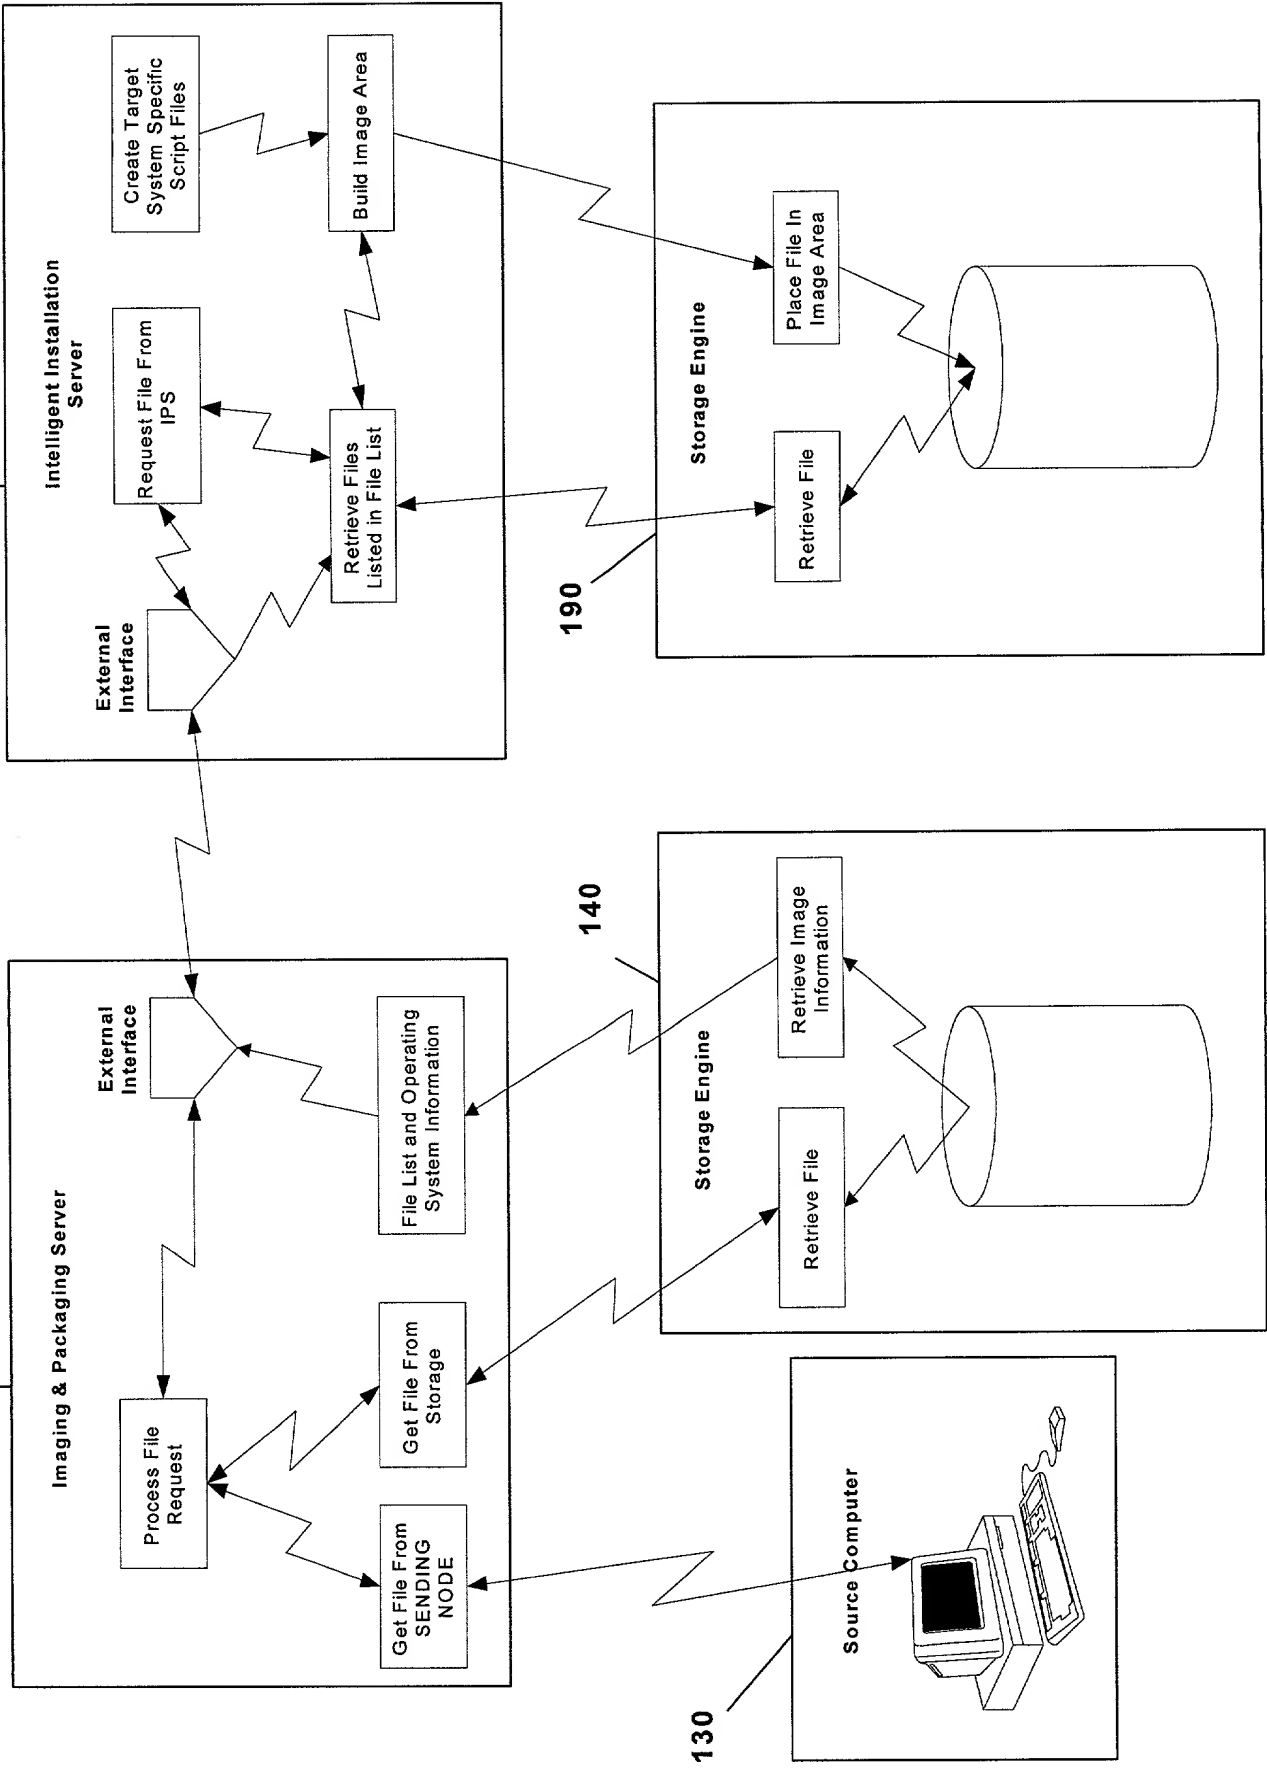 Imaging & Packaging Server
Process File
Request
External
Interface
Get File From
SENDING
NODE
Get File From
Storage
File List and Operating
System Information
Intelligent Installation
Server
External
Interface
Request File From
IPS
Create Target
System Specific
Script Files
Retrieve Files
Listed in File List
Build Image Area
130
Source Computer
140
Storage Engine
Retrieve File
Retrieve Image
Information
190
Storage Engine
Retrieve File
Place File In
Image Area